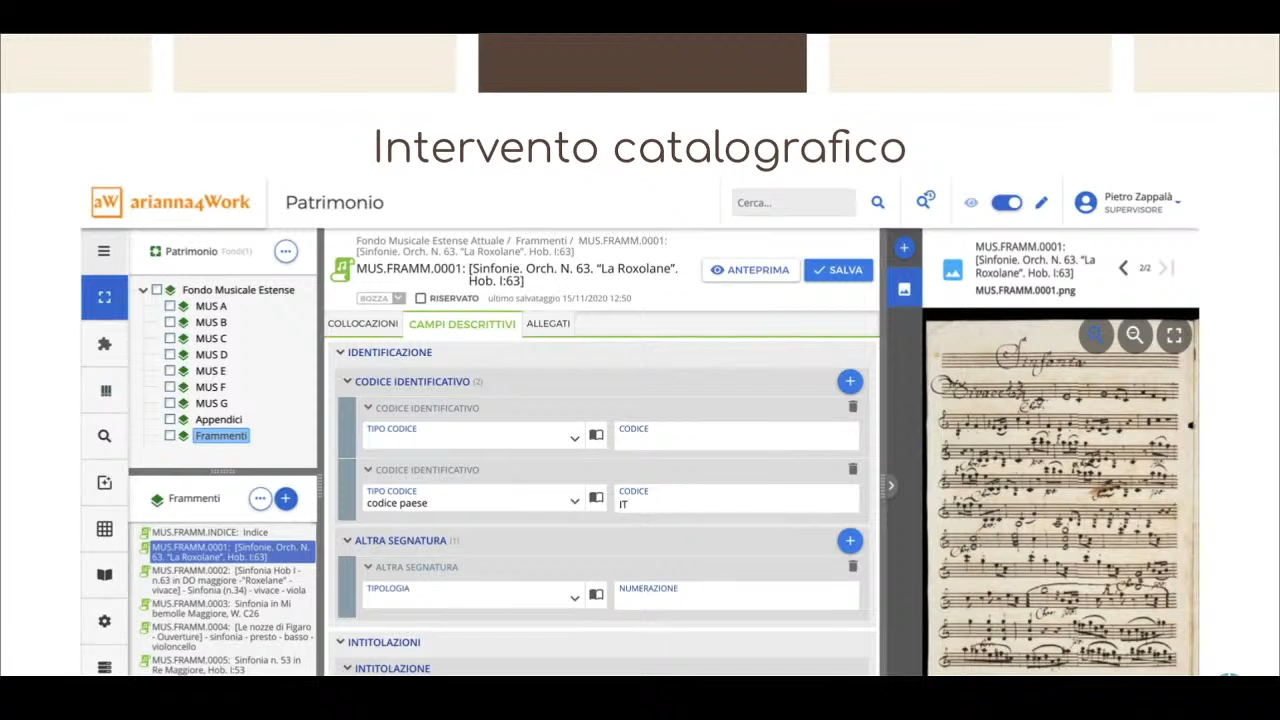 Intervento catalografico
aW arianna4Work
Patrimonio
Cerca...
Pietro Zappalà
SUPERVISORE
Patrimonio Fondi(1)
Fondo Musicale Estense
MUS A
MUS B
MUS C
MUS D
MUS E
MUS F
MUS G
Appendici
Frammenti
Frammenti
MUS.FRAMM.INDICE: Indice
MUS.FRAMM.0001: [Sinfonie. Orch. N.
63. "La Roxolane". Hob. I:63]
MUS.FRAMM.0002: [Sinfonia Hob I -
n.63 in DO maggiore -"Roxelane" -
vivace] - Sinfonia (n.34) - vivace - viola
MUS.FRAMM.0003: Sinfonia in Mi
bemolle Maggiore, W. C26
MUS.FRAMM.0004: [Le nozze di Figaro
- Ouverture] - sinfonia - presto - basso -
violoncello
MUS.FRAMM.0005: Sinfonia n. 53 in
Re Maggiore, Hob. I:53
Fondo Musicale Estense Attuale / Frammenti / MUS.FRAMM.0001:
[Sinfonie. Orch. N. 63. "La Roxolane". Hob. I:63]
MUS.FRAMM.0001: [Sinfonie. Orch. N. 63. "La Roxolane".
Hob. I:63]
ANTEPRIMA
SALVA
BOZZA
RISERVATO
ultimo salvataggio 15/11/2020 12:50
COLLOCAZIONI
CAMPI DESCRITTIVI
ALLEGATI
IDENTIFICAZIONE
CODICE IDENTIFICATIVO (2)
CODICE IDENTIFICATIVO
TIPO CODICE
CODICE
CODICE IDENTIFICATIVO
TIPO CODICE
codice paese
CODICE
IT
ALTRA SEGNATURA (1)
ALTRA SEGNATURA
TIPOLOGIA
NUMERAZIONE
INTITOLAZIONI
INTITOLAZIONE
MUS.FRAMM.0001:
[Sinfonie. Orch. N. 63. "La
Roxolane". Hob. I:63]
MUS.FRAMM.0001.png
2/2
Sinfonia
Vivace